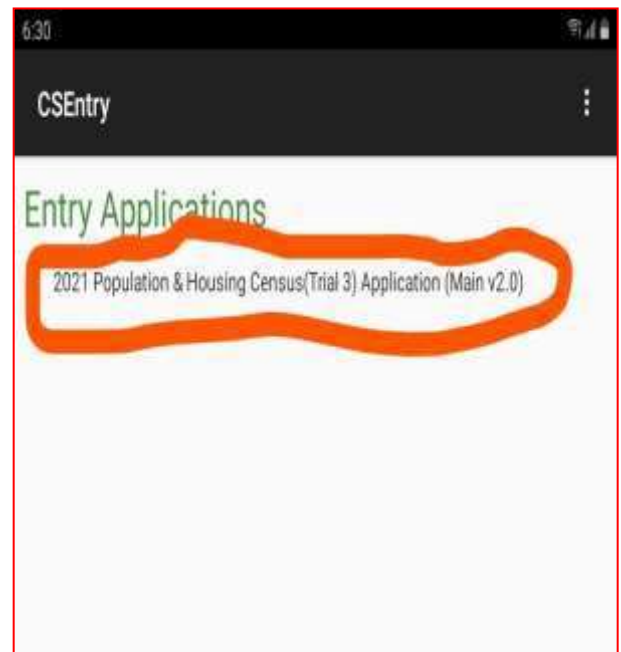 6:30
CSEntry
Entry Applications
2021 Population & Housing Census(Trial 3) Application (Main v2.0)